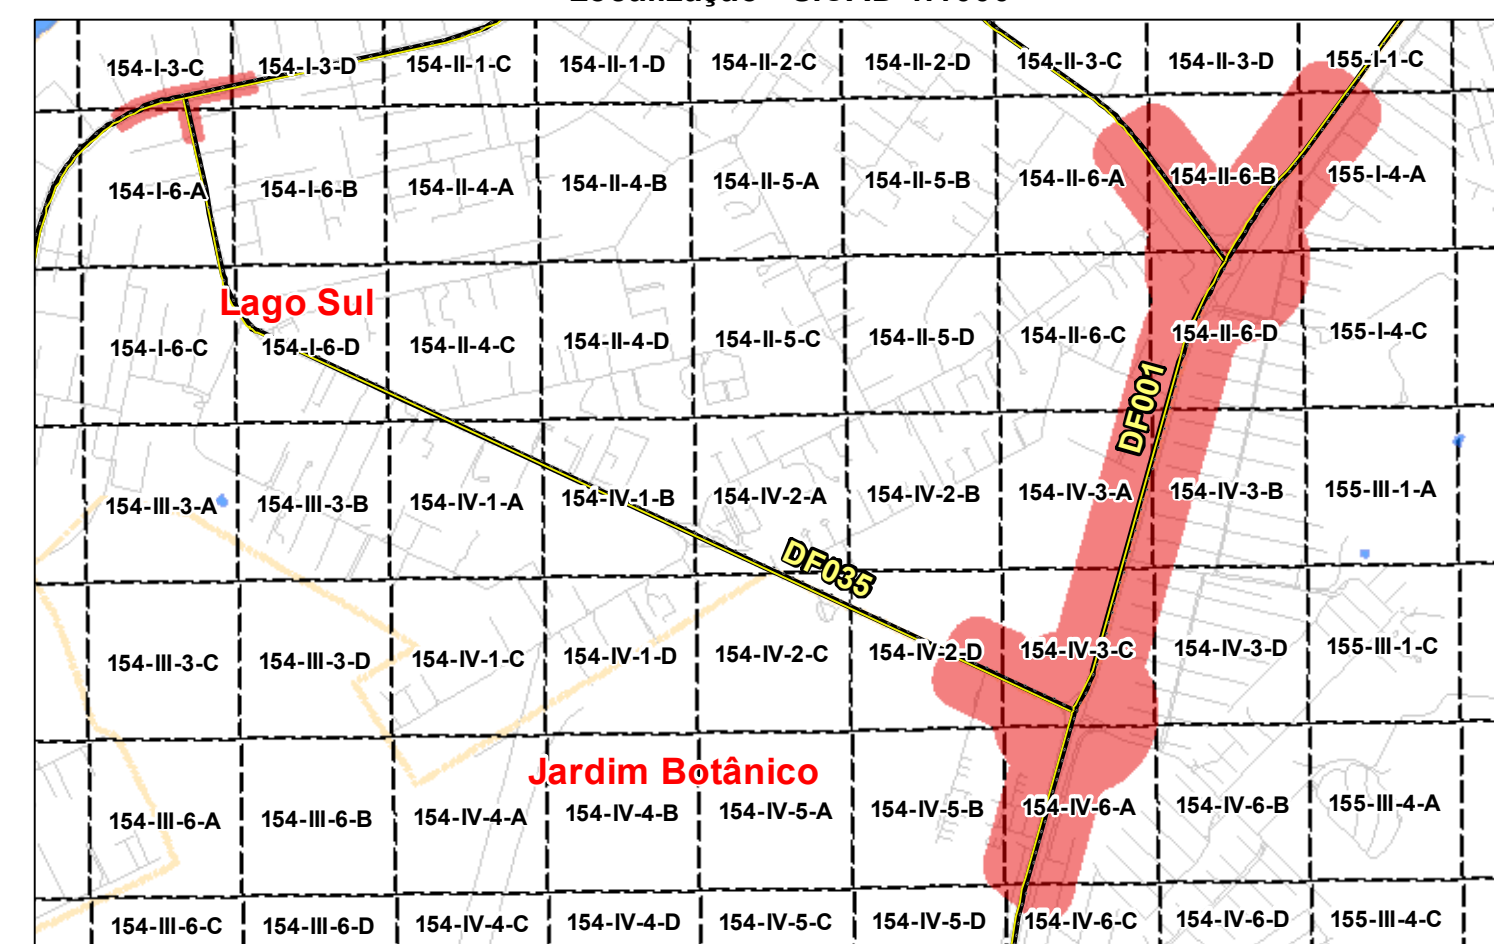 154-I-3-C 154-I-3-D 154-II-1-C 154-II-1-D 154-II-2-C 154-II-2-D 154-II-3-C 154-II-3-D 155-I-1-C
154-I-6-A 154-I-6-B 154-II-4-A 154-II-4-B 154-II-5-A 154-II-5-B 154-II-6-A 154-II-6-B 155-I-4-A
Lago Sul
154-I-6-C 154-I-6-D 154-II-4-C 154-II-4-D 154-II-5-C 154-II-5-D 154-II-6-C 154-II-6-D 155-I-4-C
DF001
154-III-3-A 154-III-3-B 154-IV-1-A 154-IV-1-B 154-IV-2-A 154-IV-2-B 154-IV-3-A 154-IV-3-B 155-III-1-A
DF035
154-III-3-C 154-III-3-D 154-IV-1-C 154-IV-1-D 154-IV-2-C 154-IV-2-D 154-IV-3-C 154-IV-3-D 155-III-1-C
Jardim Botânico
154-III-6-A 154-III-6-B 154-IV-4-A 154-IV-4-B 154-IV-5-A 154-IV-5-B 154-IV-6-A 154-IV-6-B 155-III-4-A
154-III-6-C 154-III-6-D 154-IV-4-C 154-IV-4-D 154-IV-5-C 154-IV-5-D 154-IV-6-C 154-IV-6-D 155-III-4-C